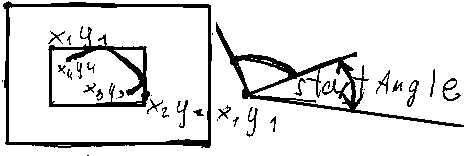 x₁ y₁
x₄ y₄
x₃ y₃
x₂ y₂
x₁ y₁
start Angle